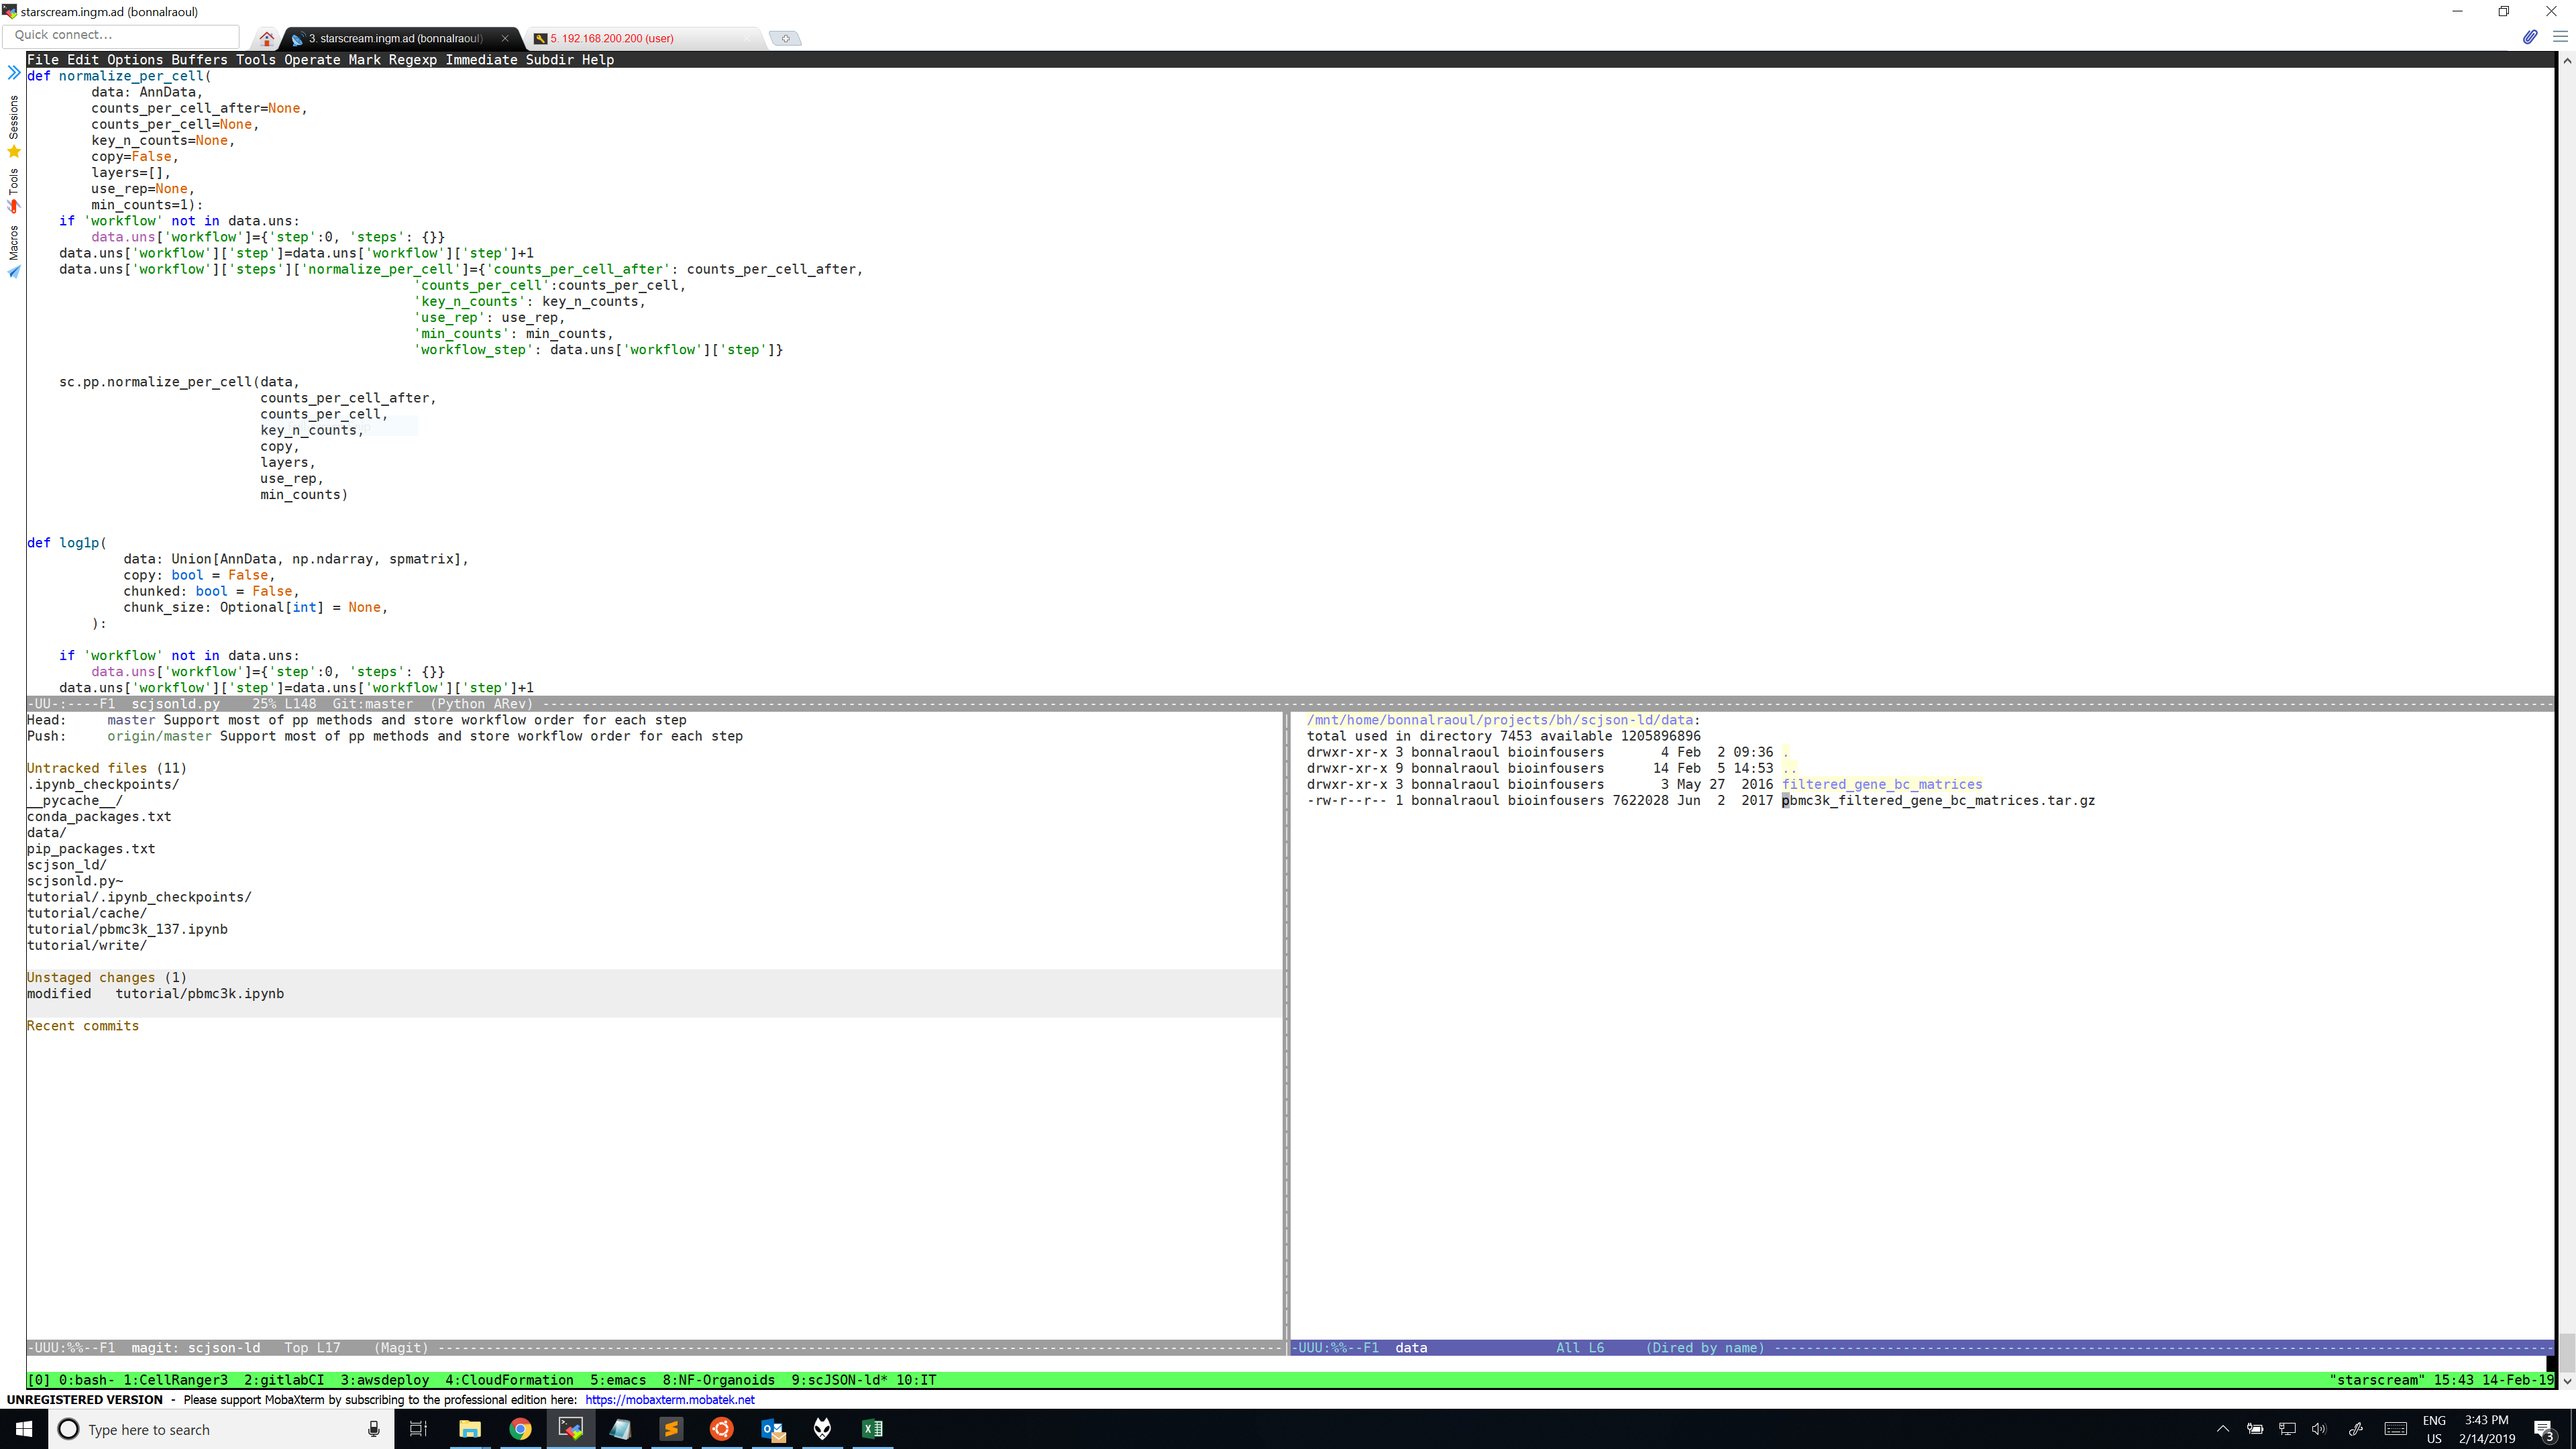 starscream.ingm.ad (bonnalraoul)
Quick connect...
3. starscream.ingm.ad (bonnalraoul)
5. 192.168.200.200 (user)
Sessions
Tools
Macros
File Edit Options Buffers Tools Operate Mark Regexp Immediate Subdir Help
def normalize_per_cell(
        data: AnnData,
        counts_per_cell_after=None,
        counts_per_cell=None,
        key_n_counts=None,
        copy=False,
        layers=[],
        use_rep=None,
        min_counts=1):
    if 'workflow' not in data.uns:
        data.uns['workflow']={'step':0, 'steps': {}}
    data.uns['workflow']['step']=data.uns['workflow']['step']+1
    data.uns['workflow']['steps']['normalize_per_cell']={'counts_per_cell_after': counts_per_cell_after,
                                                'counts_per_cell':counts_per_cell,
                                                'key_n_counts': key_n_counts,
                                                'use_rep': use_rep,
                                                'min_counts': min_counts,
                                                'workflow_step': data.uns['workflow']['step']}
    sc.pp.normalize_per_cell(data,
                             counts_per_cell_after,
                             counts_per_cell,
                             key_n_counts,
                             copy,
                             layers,
                             use_rep,
                             min_counts)
def log1p(
            data: Union[AnnData, np.ndarray, spmatrix],
            copy: bool = False,
            chunked: bool = False,
            chunk_size: Optional[int] = None,
        ):
    if 'workflow' not in data.uns:
        data.uns['workflow']={'step':0, 'steps': {}}
    data.uns['workflow']['step']=data.uns['workflow']['step']+1
-UU-:----F1  scjsonld.py    25% L148  Git:master  (Python ARev)
Head:     master Support most of pp methods and store workflow order for each step
Push:     origin/master Support most of pp methods and store workflow order for each step
Untracked files (11)
.ipynb_checkpoints/
__pycache__/
conda_packages.txt
data/
pip_packages.txt
scjson_ld/
scjsonld.py~
tutorial/.ipynb_checkpoints/
tutorial/cache/
tutorial/pbmc3k_137.ipynb
tutorial/write/
Unstaged changes (1)
modified   tutorial/pbmc3k.ipynb
Recent commits
-UUU:%%--F1  magit: scjson-ld   Top L17    (Magit)
/mnt/home/bonnalraoul/projects/bh/scjson-ld/data:
total used in directory 7453 available 1205896896
drwxr-xr-x 3 bonnalraoul bioinfousers       4 Feb  2 09:36 .
drwxr-xr-x 9 bonnalraoul bioinfousers      14 Feb  5 14:53 ..
drwxr-xr-x 3 bonnalraoul bioinfousers       3 May 27  2016 filtered_gene_bc_matrices
-rw-r--r-- 1 bonnalraoul bioinfousers 7622028 Jun  2  2017 pbmc3k_filtered_gene_bc_matrices.tar.gz
-UUU:%%--F1  data                All L6     (Dired by name)
[0] 0:bash- 1:CellRanger3  2:gitlabCI  3:awsdeploy  4:CloudFormation  5:emacs  8:NF-Organoids  9:scJSON-ld* 10:IT
"starscream" 15:43 14-Feb-19
UNREGISTERED VERSION  -  Please support MobaXterm by subscribing to the professional edition here:  https://mobaxterm.mobatek.net
Type here to search
ENG
US
3:43 PM
2/14/2019
3